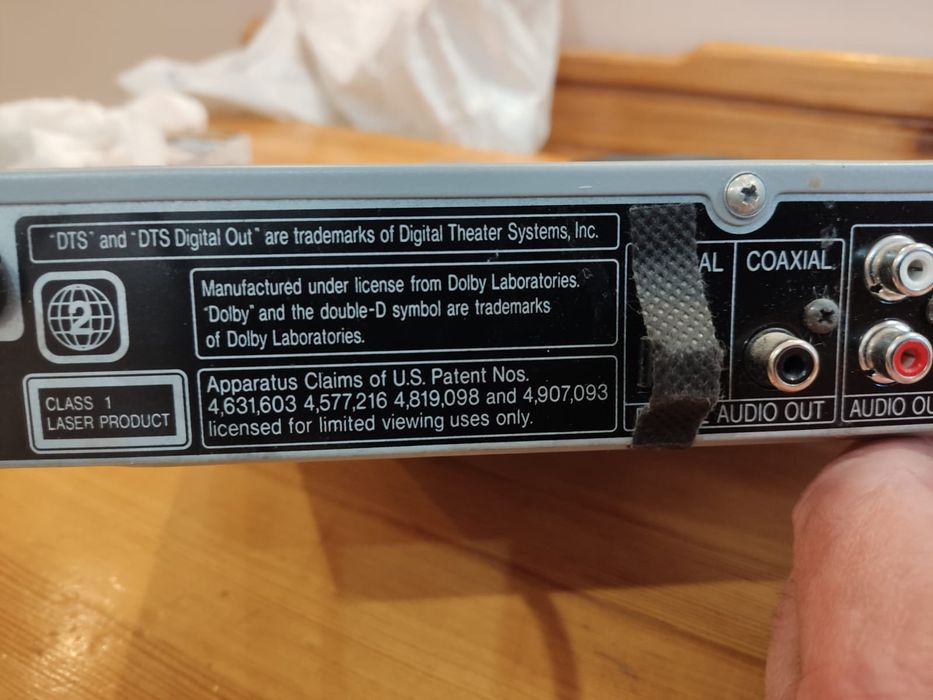 "DTS" and "DTS Digital Out" are trademarks of Digital Theater Systems, Inc.
2
Manufactured under license from Dolby Laboratories.
"Dolby" and the double-D symbol are trademarks
of Dolby Laboratories.
CLASS 1
LASER PRODUCT
Apparatus Claims of U.S. Patent Nos.
4,631,603 4,577,216 4,819,098 and 4,907,093
licensed for limited viewing uses only.
COAXIAL
AUDIO OUT
AUDIO